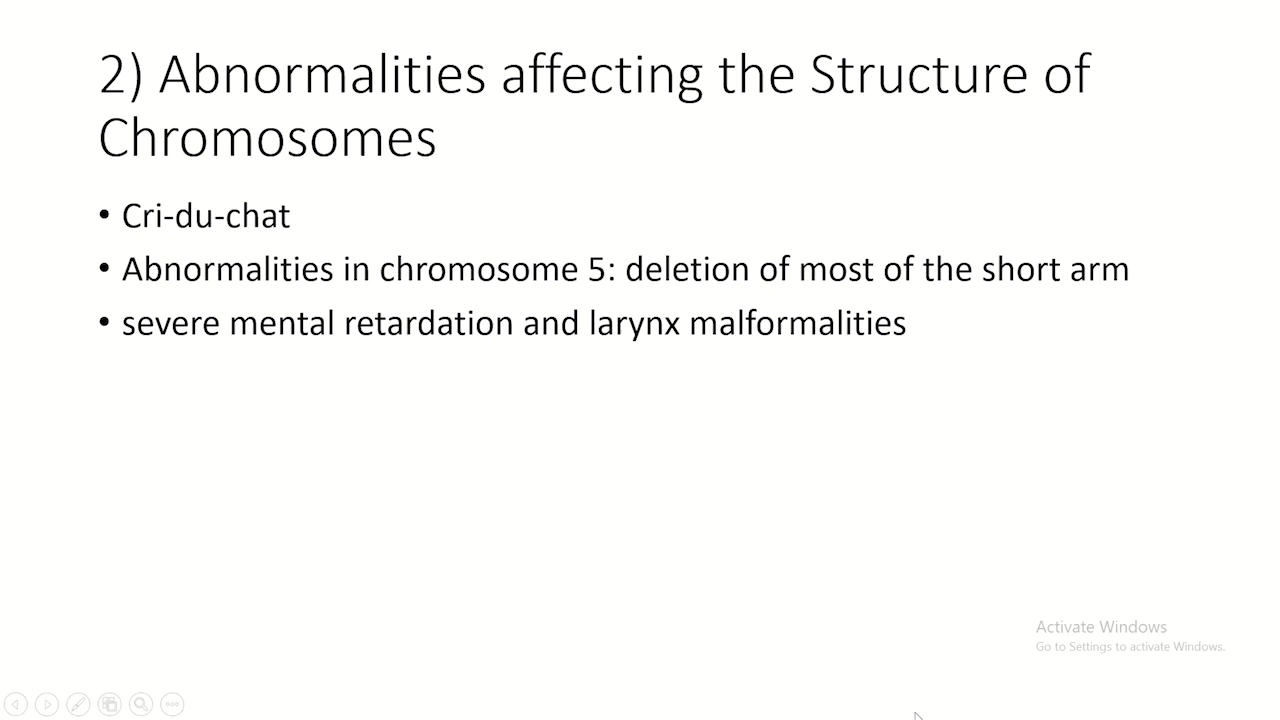 2) Abnormalities affecting the Structure of
Chromosomes
• Cri-du-chat
• Abnormalities in chromosome 5: deletion of most of the short arm
• severe mental retardation and larynx malformalities
Activate Windows
Go to Settings to activate Windows.